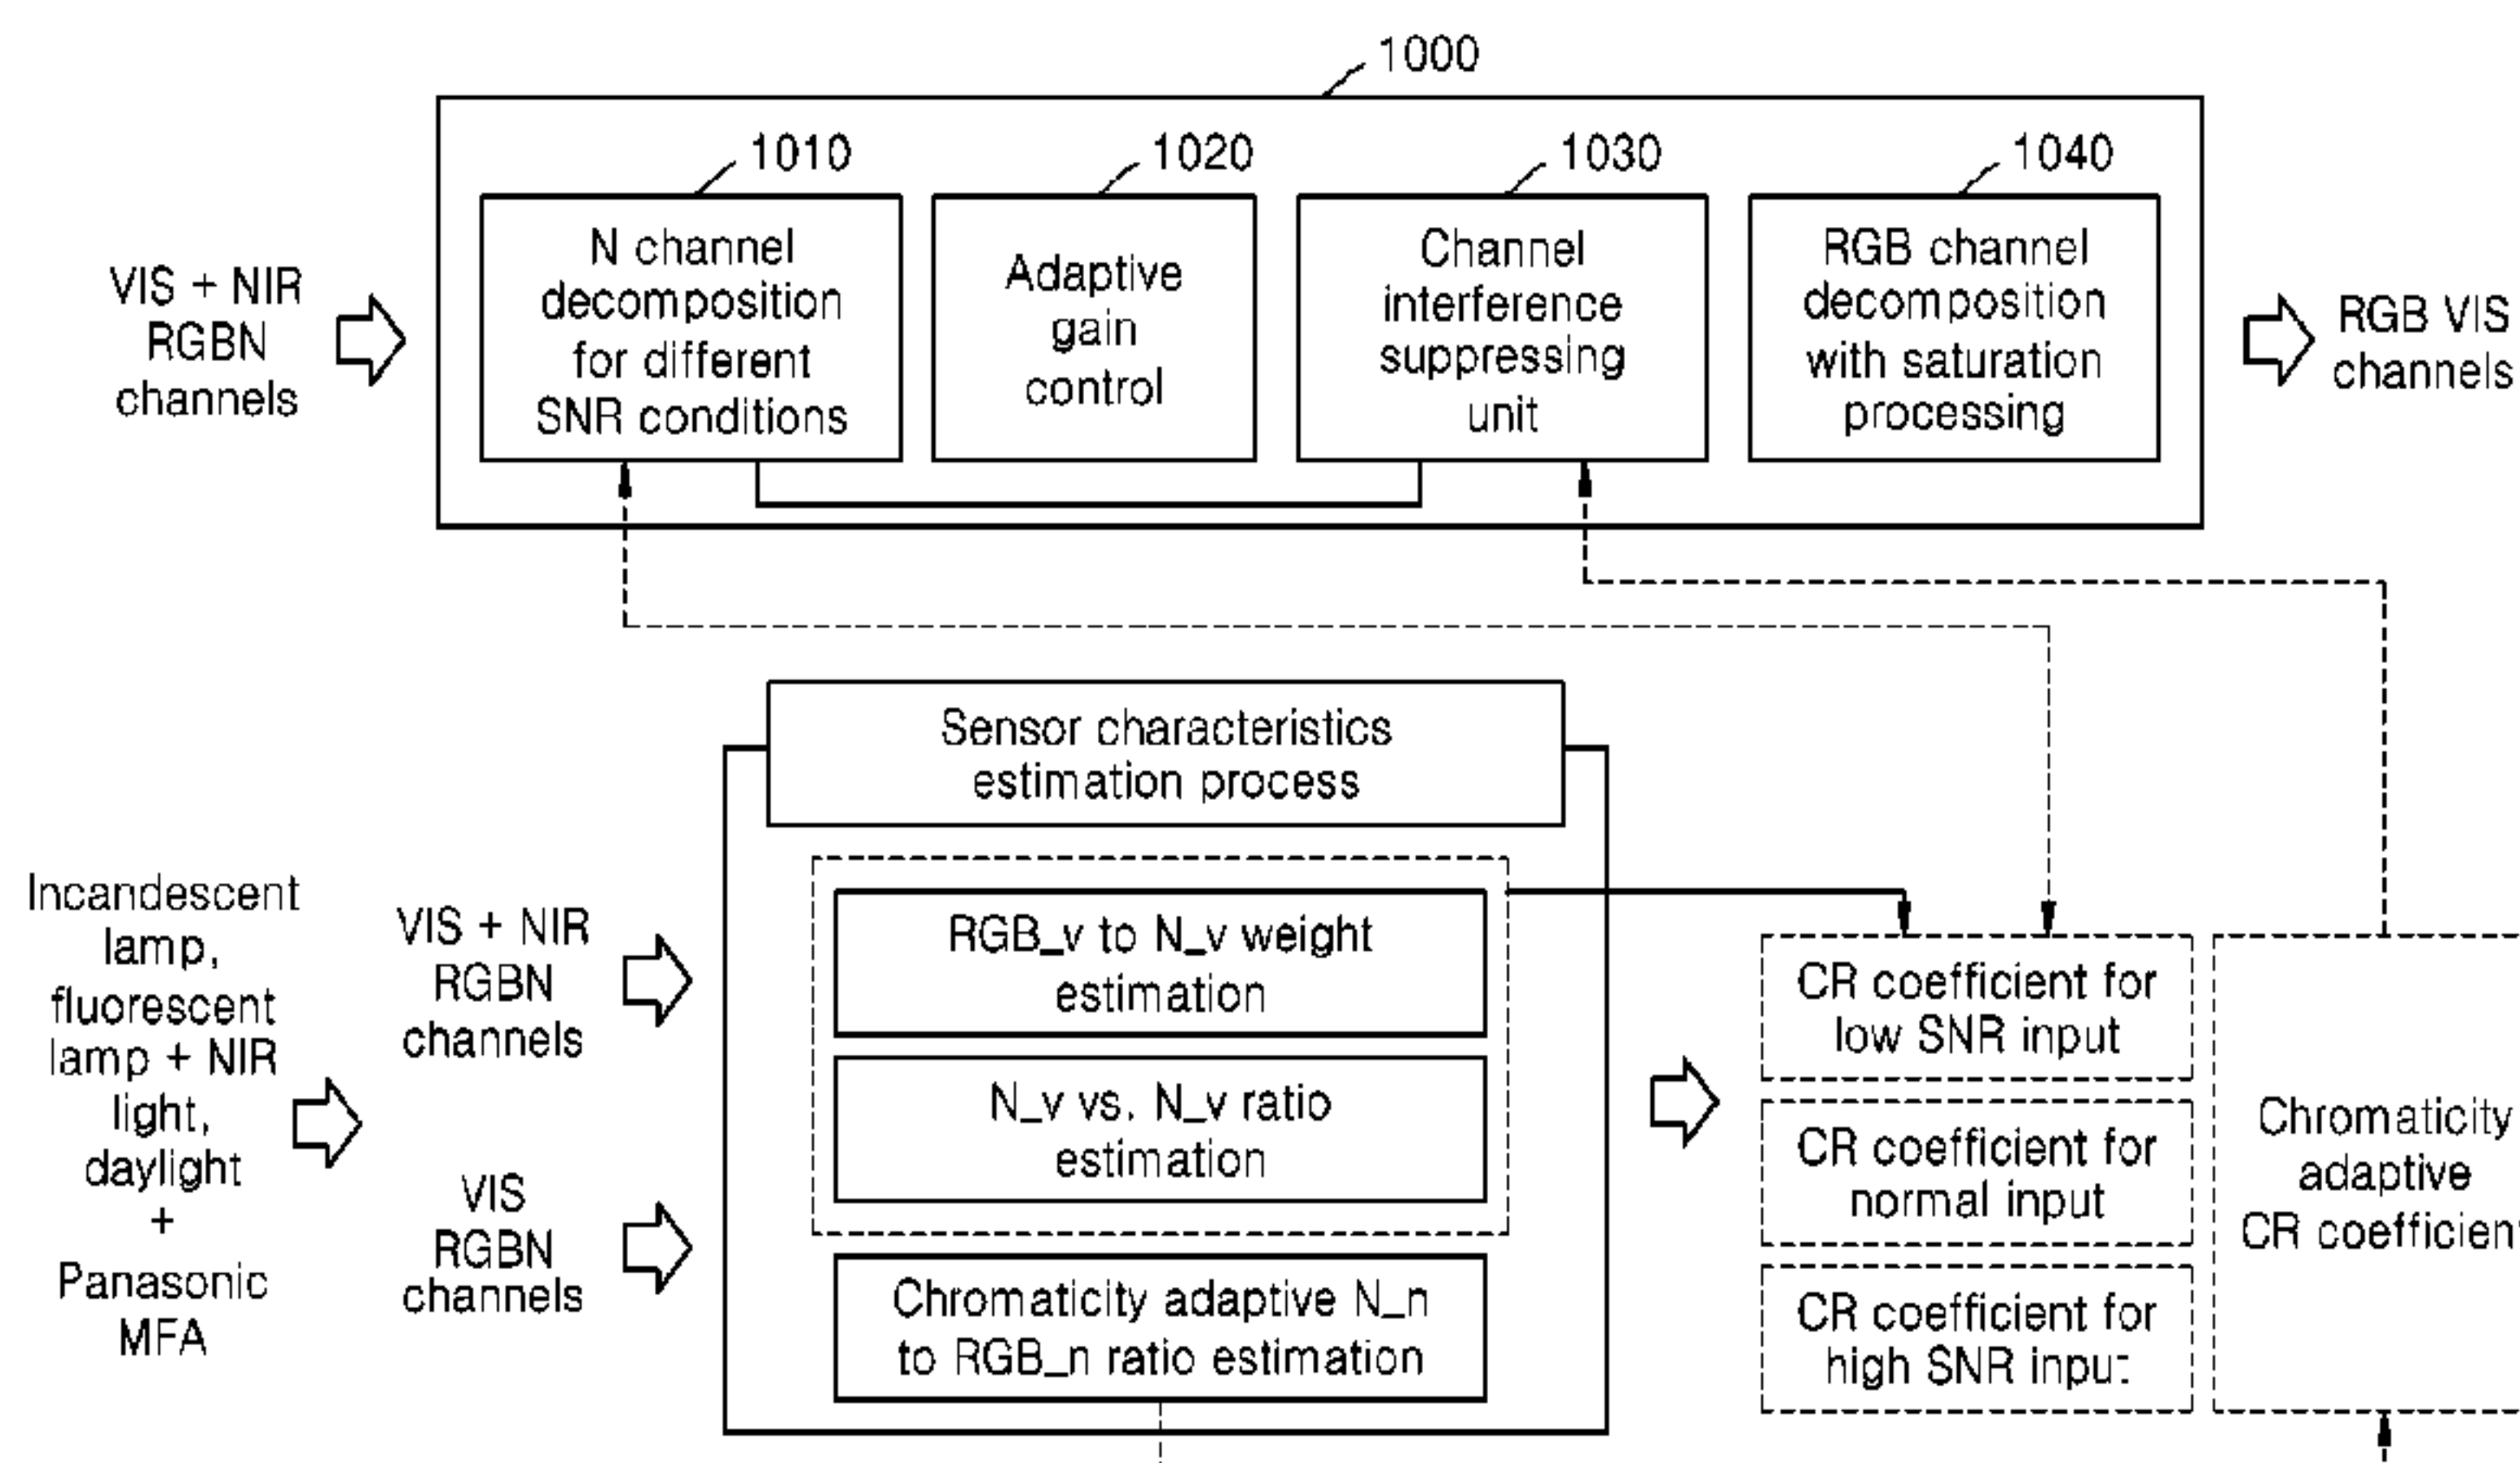 1000
1010
1020
1030
1040
VIS + NIR
RGBN
channels
N channel
decomposition
for different
SNR conditions
Adaptive
gain
control
Channel
interference
suppressing
unit
RGB channel
decomposition
with saturation
processing
RGB VIS
channels
Sensor characteristics
estimation process
Incandescent
lamp,
fluorescent
lamp + NIR
light,
daylight
+
Panasonic
MFA
VIS + NIR
RGBN
channels
VIS
RGBN
channels
RGB_v to N_v weight
estimation
N_v vs. N_v ratio
estimation
Chromaticity adaptive N_n
to RGB_n ratio estimation
CR coefficient for
low SNR input
CR coefficient for
normal input
CR coefficient for
high SNR input
Chromaticity
adaptive
CR coefficient